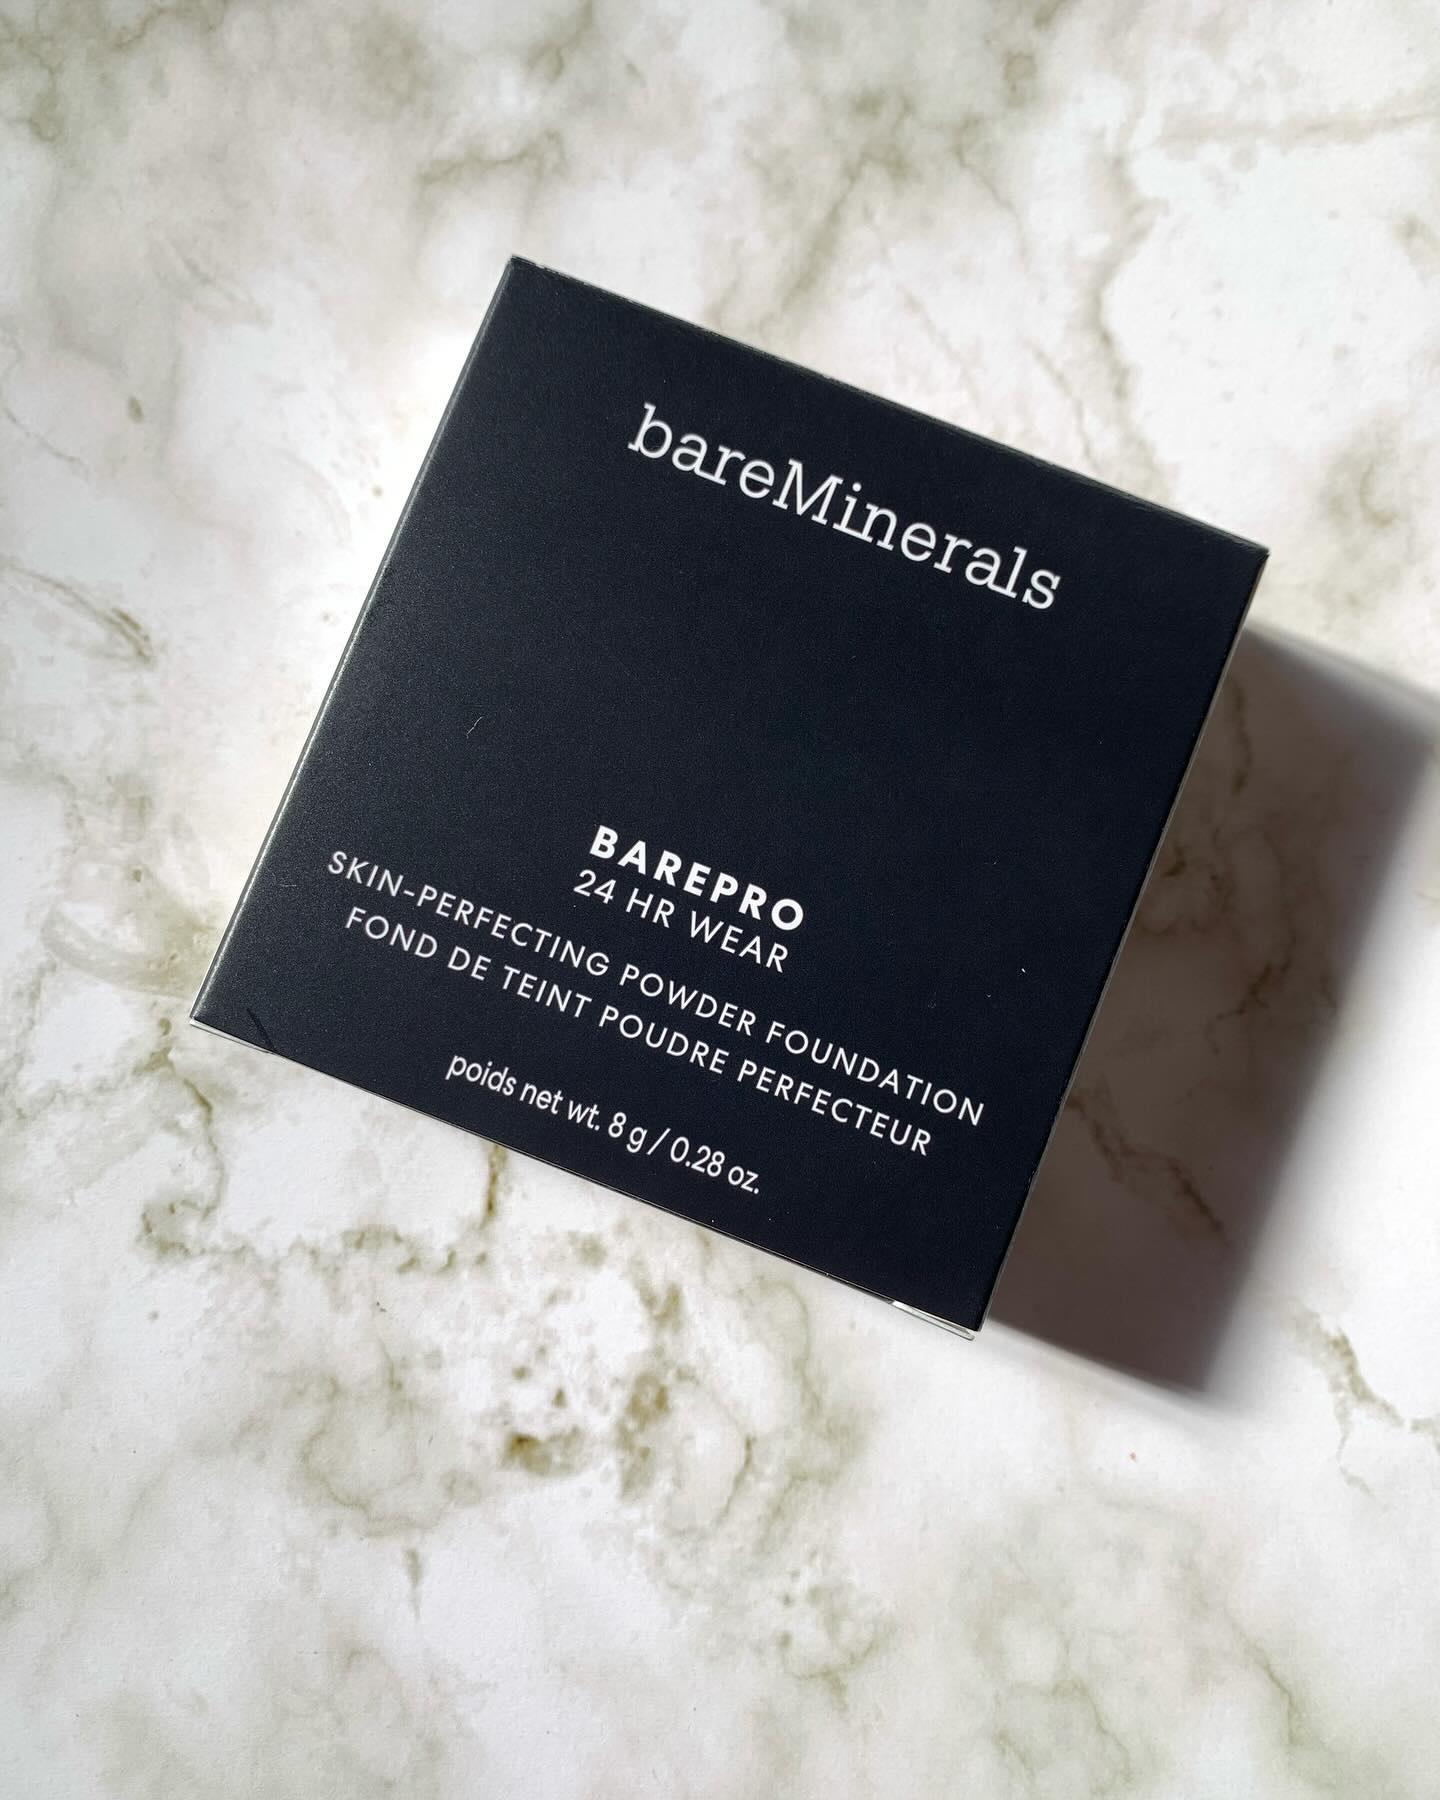 bareMinerals
BAREPRO
24 HR WEAR
SKIN-PERFECTING POWDER FOUNDATION
FOND DE TEINT POUDRE PERFECTEUR
poids net wt. 8 g / 0.28 oz.